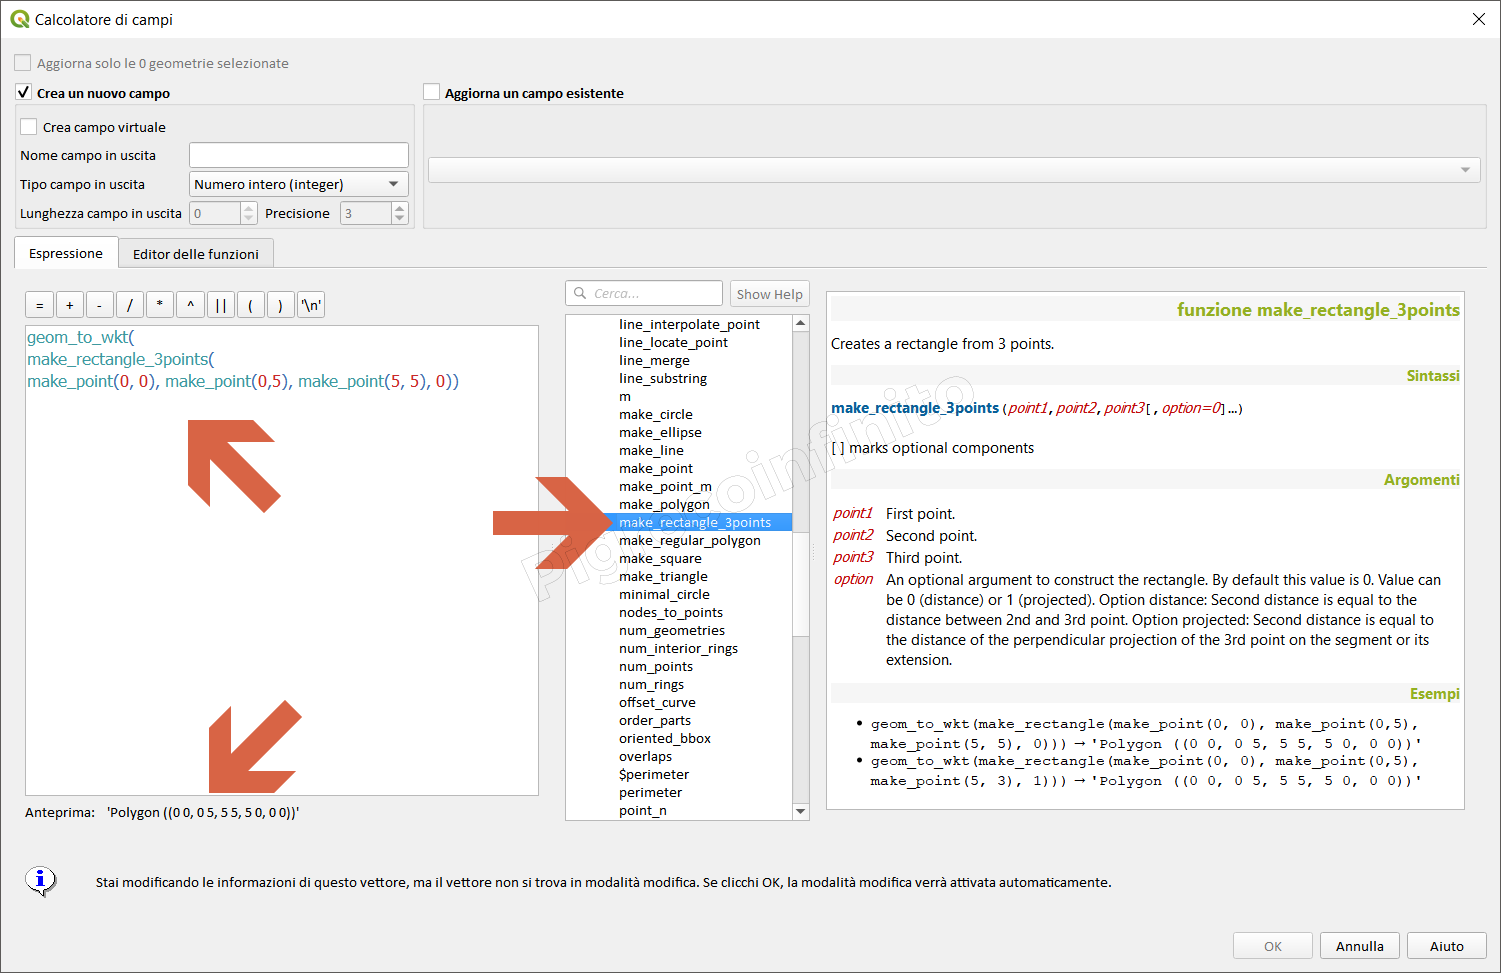 Calcolatore di campi
Aggiorna solo le 0 geometrie selezionate
Crea un nuovo campo
Aggiorna un campo esistente
Crea campo virtuale
Nome campo in uscita
Tipo campo in uscita
Numero intero (integer)
Lunghezza campo in uscita
0
Precisione
3
Espressione
Editor delle funzioni
= + - / * ^ || ( ) '\n'
geom_to_wkt(
make_rectangle_3points(
make_point(0, 0), make_point(0,5), make_point(5, 5), 0))
Anteprima: 'Polygon ((0 0, 0 5, 5 5, 5 0, 0 0))'
Cerca...
Show Help
line_interpolate_point
line_locate_point
line_merge
line_substring
m
make_circle
make_ellipse
make_line
make_point
make_point_m
make_polygon
make_rectangle_3points
make_regular_polygon
make_square
make_triangle
minimal_circle
nodes_to_points
num_geometries
num_interior_rings
num_points
num_rings
offset_curve
order_parts
oriented_bbox
overlaps
$perimeter
perimeter
point_n
funzione make_rectangle_3points
Creates a rectangle from 3 points.
Sintassi
make_rectangle_3points(point1,point2,point3[,option=0]…)
[ ] marks optional components
Argomenti
point1 First point.
point2 Second point.
point3 Third point.
option An optional argument to construct the rectangle. By default this value is 0. Value can
be 0 (distance) or 1 (projected). Option distance: Second distance is equal to the
distance between 2nd and 3rd point. Option projected: Second distance is equal to
the distance of the perpendicular projection of the 3rd point on the segment or its
extension.
Esempi
• geom_to_wkt(make_rectangle(make_point(0, 0), make_point(0,5),
make_point(5, 5), 0))) → 'Polygon ((0 0, 0 5, 5 5, 5 0, 0 0))'
• geom_to_wkt(make_rectangle(make_point(0, 0), make_point(0,5),
make_point(5, 3), 1))) → 'Polygon ((0 0, 0 5, 5 5, 5 0, 0 0))'
Stai modificando le informazioni di questo vettore, ma il vettore non si trova in modalità modifica. Se clicchi OK, la modalità modifica verrà attivata automaticamente.
OK
Annulla
Aiuto